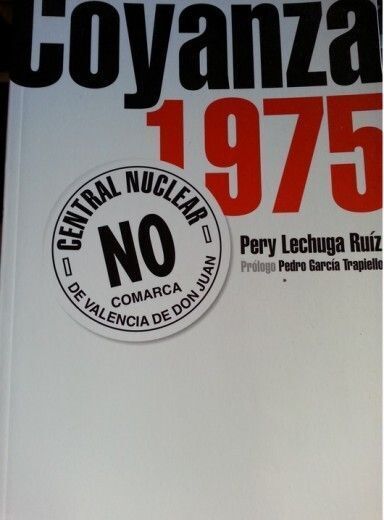 Coyanza
1975
CENTRAL NUCLEAR
NO
COMARCA
DE VALENCIA DE DON JUAN
Pery Lechuga Ruíz
Prólogo Pedro García Trapiello